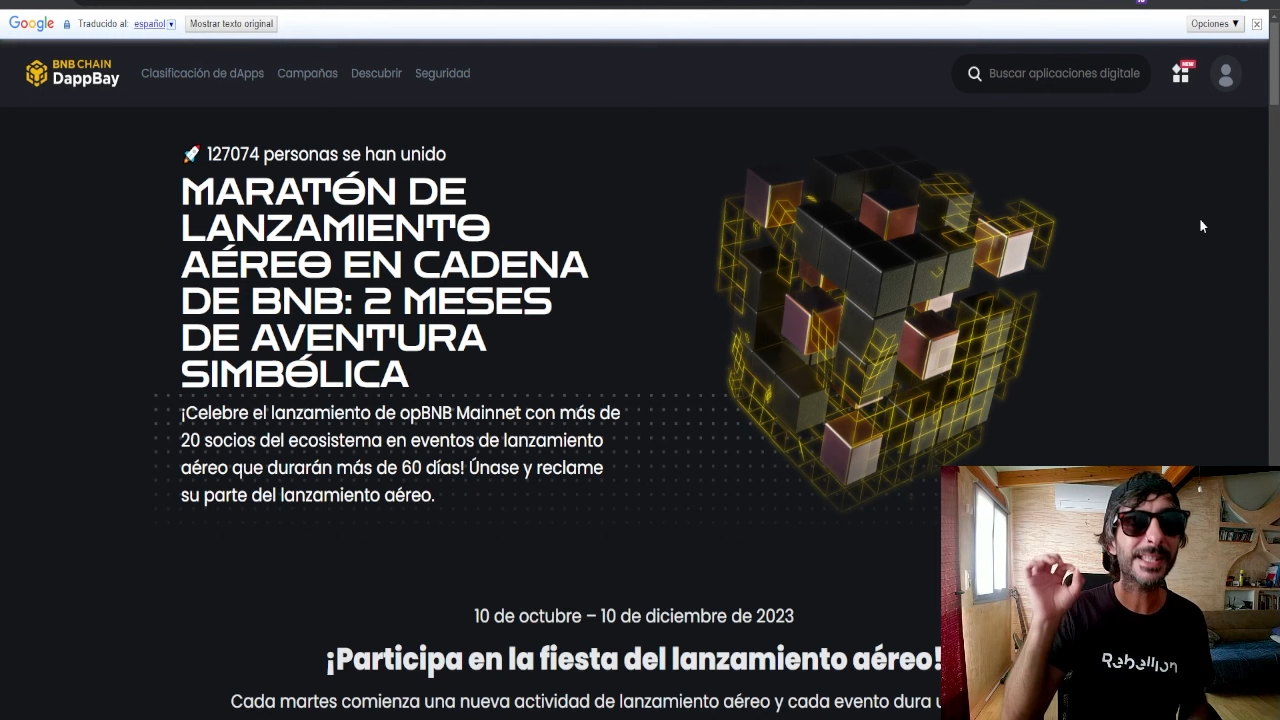 Google Traducido al: español Mostrar texto original Opciones ▼
BNB CHAIN
DappBay
Clasificación de dApps Campañas Descubrir Seguridad Buscar aplicaciones digitale NEW
🚀 127074 personas se han unido
MARATÓN DE
LANZAMIENTO
AÉREO EN CADENA
DE BNB: 2 MESES
DE AVENTURA
SIMBÓLICA
¡Celebre el lanzamiento de opBNB Mainnet con más de
20 socios del ecosistema en eventos de lanzamiento
aéreo que durarán más de 60 días! Únase y reclame
su parte del lanzamiento aéreo.
10 de octubre – 10 de diciembre de 2023
¡Participa en la fiesta del lanzamiento aéreo!
Cada martes comienza una nueva actividad de lanzamiento aéreo y cada evento dura u
Rebellion